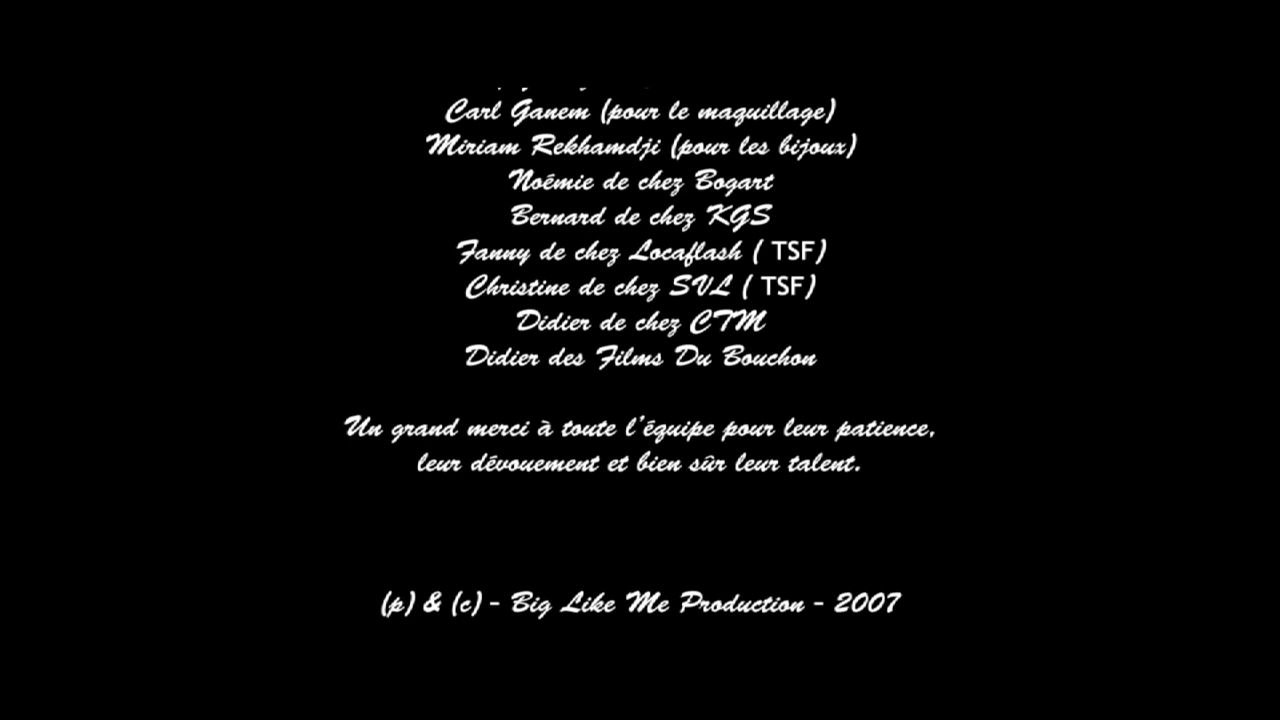 Carl Ganem (pour le maquillage)
Miriam Rekhamdji (pour les bijoux)
Noémie de chez Bogart
Bernard de chez KGS
Fanny de chez Locaflash ( TSF)
Christine de chez SVL ( TSF)
Didier de chez CTM
Didier des Films Du Bouchon
Un grand merci à toute l'équipe pour leur patience,
leur dévouement et bien sûr leur talent.
(p) & (c) - Big Like Me Production - 2007